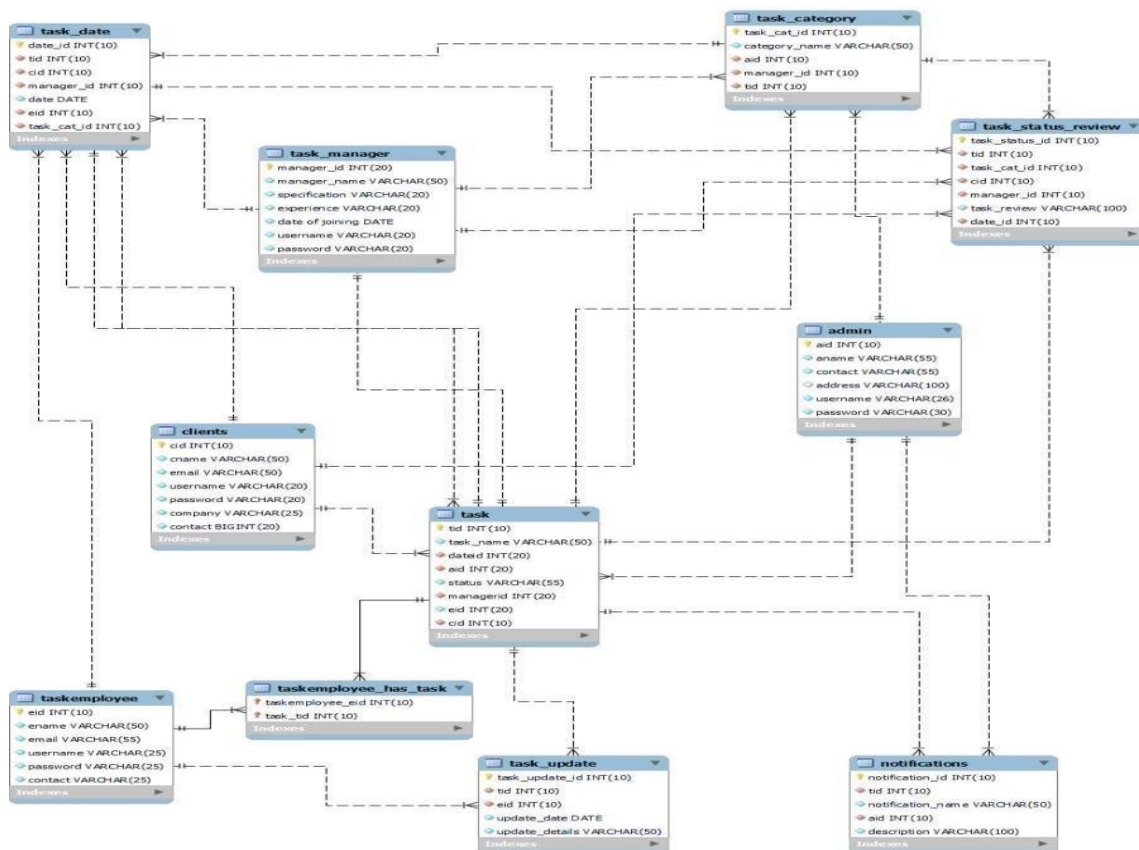 task_date
date_id INT(10)
tid INT(10)
cid INT(10)
manager_id INT(10)
date DATE
eid INT(10)
task_cat_id INT(10)
Indexes
task_category
task_cat_id INT(10)
category_name VARCHAR(50)
aid INT(10)
manager_id INT(10)
tid INT(10)
Indexes
task_status_review
task_status_id INT(10)
tid INT(10)
task_cat_id INT(10)
cid INT(10)
manager_id INT(10)
task_review VARCHAR(100)
date_id INT(10)
Indexes
task_manager
manager_id INT(20)
manager_name VARCHAR(50)
specification VARCHAR(20)
experience VARCHAR(20)
date of joining DATE
username VARCHAR(20)
password VARCHAR(20)
Indexes
admin
aid INT(10)
aname VARCHAR(55)
contact VARCHAR(55)
address VARCHAR(100)
username VARCHAR(26)
password VARCHAR(30)
Indexes
clients
cid INT(10)
cname VARCHAR(50)
email VARCHAR(50)
username VARCHAR(20)
password VARCHAR(20)
company VARCHAR(25)
contact BIGINT(20)
Indexes
task
tid INT(10)
task_name VARCHAR(50)
dateid INT(20)
aid INT(20)
status VARCHAR(55)
managerid INT(20)
eid INT(20)
cid INT(10)
Indexes
taskemployee
eid INT(10)
ename VARCHAR(50)
email VARCHAR(55)
username VARCHAR(25)
password VARCHAR(25)
contact VARCHAR(25)
Indexes
taskemployee_has_task
taskemployee_eid INT(10)
task_tid INT(10)
Indexes
task_update
task_update_id INT(10)
tid INT(10)
eid INT(10)
update_date DATE
update_details VARCHAR(50)
Indexes
notifications
notification_id INT(10)
tid INT(10)
notification_name VARCHAR(50)
aid INT(10)
description VARCHAR(100)
Indexes